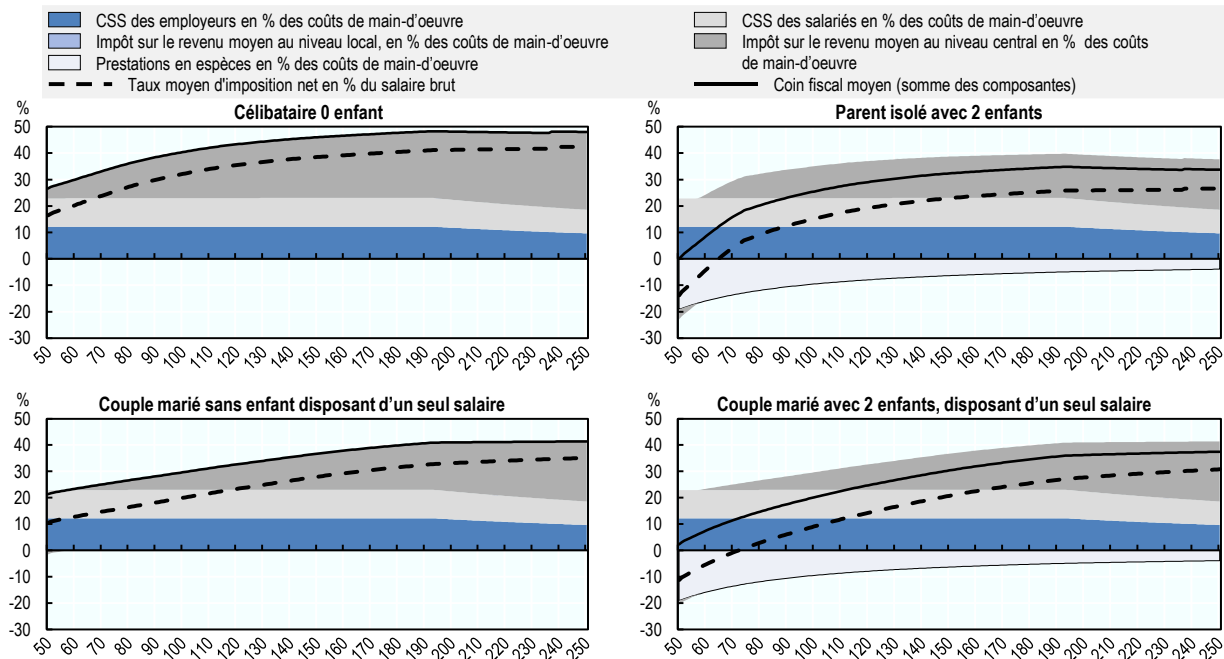 CSS des employeurs en % des coûts de main-d'oeuvre
CSS des salariés en % des coûts de main-d'oeuvre
Impôt sur le revenu moyen au niveau local, en % des coûts de main-d'oeuvre
Impôt sur le revenu moyen au niveau central en % des coûts
de main-d'oeuvre
Prestations en espèces en % des coûts de main-d'oeuvre
Taux moyen d'imposition net en % du salaire brut
Coin fiscal moyen (somme des composantes)
%
Célibataire 0 enfant
50
40
30
20
10
0
-10
-20
-30
50 60 70 80 90 100 110 120 130 140 150 160 170 180 190 200 210 220 230 240 250
%
Parent isolé avec 2 enfants
50
40
30
20
10
0
-10
-20
-30
50 60 70 80 90 100 110 120 130 140 150 160 170 180 190 200 210 220 230 240 250
%
Couple marié sans enfant disposant d’un seul salaire
50
40
30
20
10
0
-10
-20
-30
50 60 70 80 90 100 110 120 130 140 150 160 170 180 190 200 210 220 230 240 250
%
Couple marié avec 2 enfants, disposant d’un seul salaire
50
40
30
20
10
0
-10
-20
-30
50 60 70 80 90 100 110 120 130 140 150 160 170 180 190 200 210 220 230 240 250